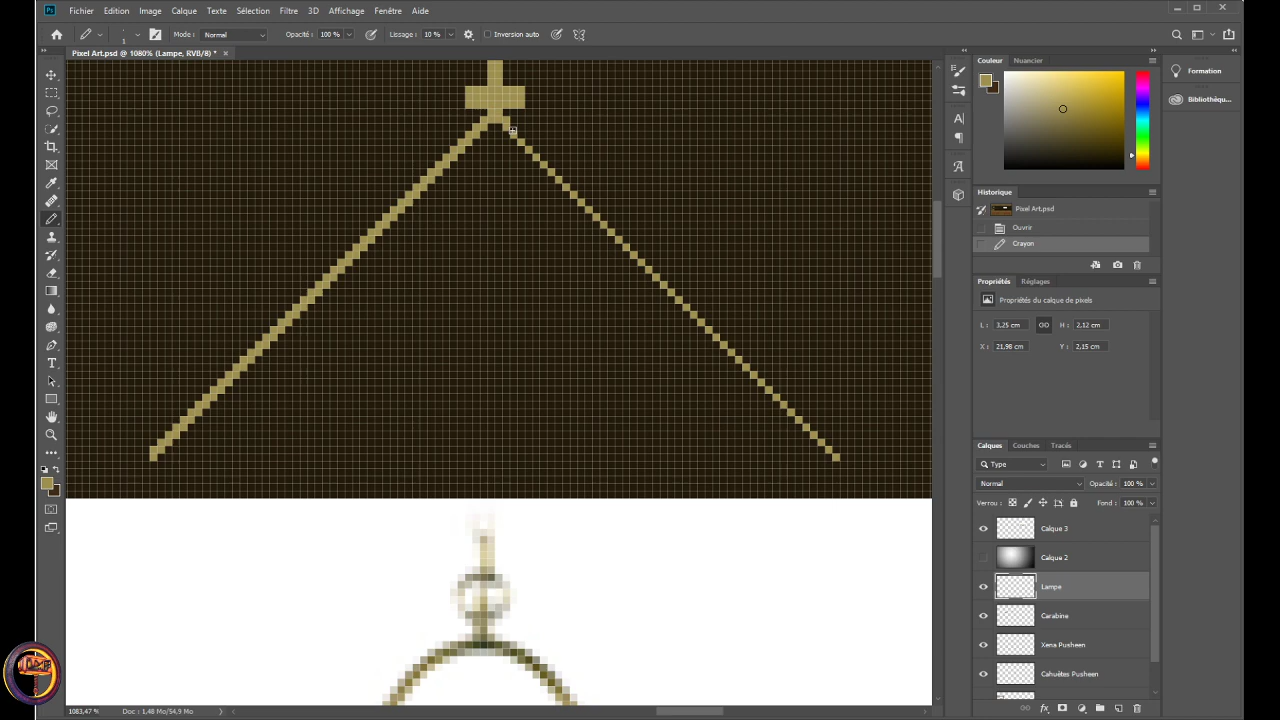 Ps Fichier Edition Image Calque Texte Sélection Filtre 3D Affichage Fenêtre Aide
1 Mode : Normal Opacité : 100 % Lissage : 10 % Inversion auto
Pixel Art.psd @ 1080% (Lampe, RVB/8) *
Couleur Nuancier
Formation
Bibliothèqu...
Historique
Pixel Art.psd
Ouvrir
Crayon
Propriétés Réglages
Propriétés du calque de pixels
L : 3,25 cm H : 2,12 cm
X : 21,98 cm Y : 2,15 cm
Calques Couches Tracés
Type
Normal Opacité : 100 %
Verrou : Fond : 100 %
Calque 3
Calque 2
Lampe
Carabine
Xena Pusheen
Cahuètes Pusheen
1083,47 % Doc : 1,48 Mo/54,9 Mo